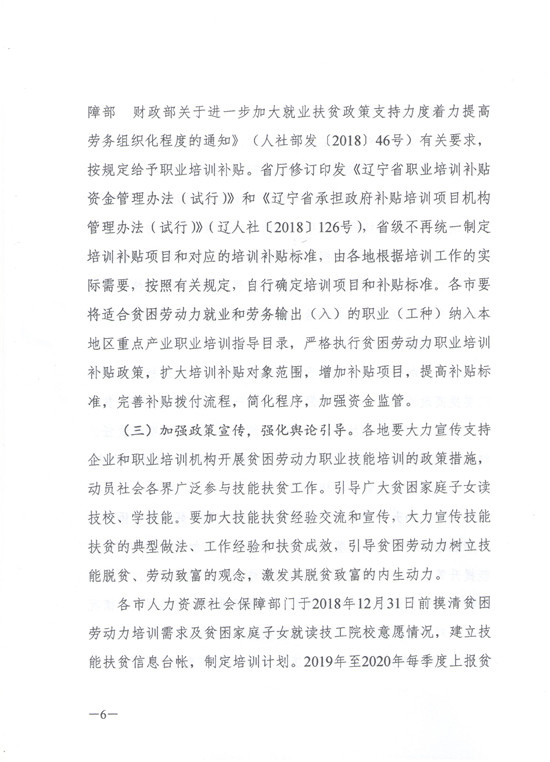 障部 财政部关于进一步加大就业扶贫政策支持力度着力提高
劳务组织化程度的通知》（人社部发〔2018〕46号）有关要求，
按规定给予职业培训补贴。省厅修订印发《辽宁省职业培训补贴
资金管理办法（试行）》和《辽宁省承担政府补贴培训项目机构
管理办法（试行）》（辽人社〔2018〕126号），省级不再统一制定
培训补贴项目和对应的培训补贴标准，由各地根据培训工作的实
际需要，按照有关规定，自行确定培训项目和补贴标准。各市要
将适合贫困劳动力就业和劳务输出（入）的职业（工种）纳入本
地区重点产业职业培训指导目录，严格执行贫困劳动力职业培训
补贴政策，扩大培训补贴对象范围，增加补贴项目，提高补贴标
准，完善补贴拨付流程，简化程序，加强资金监管。
（三）加强政策宣传，强化舆论引导。各地要大力宣传支持
企业和职业培训机构开展贫困劳动力职业技能培训的政策措施，
动员社会各界广泛参与技能扶贫工作。引导广大贫困家庭子女读
技校、学技能。要加大技能扶贫经验交流和宣传，大力宣传技能
扶贫的典型做法、工作经验和扶贫成效，引导贫困劳动力树立技
能脱贫、劳动致富的观念，激发其脱贫致富的内生动力。
各市人力资源社会保障部门于2018年12月31日前摸清贫困
劳动力培训需求及贫困家庭子女就读技工院校意愿情况，建立技
能扶贫信息台帐，制定培训计划。2019年至2020年每季度上报贫
—6—